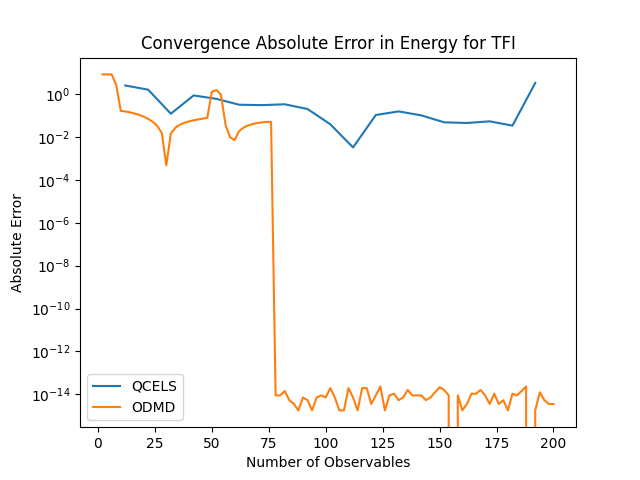 Convergence Absolute Error in Energy for TFI
Absolute Error
10^0
10^-2
10^-4
10^-6
10^-8
10^-10
10^-12
10^-14
QCELS
ODMD
0 25 50 75 100 125 150 175 200
Number of Observables